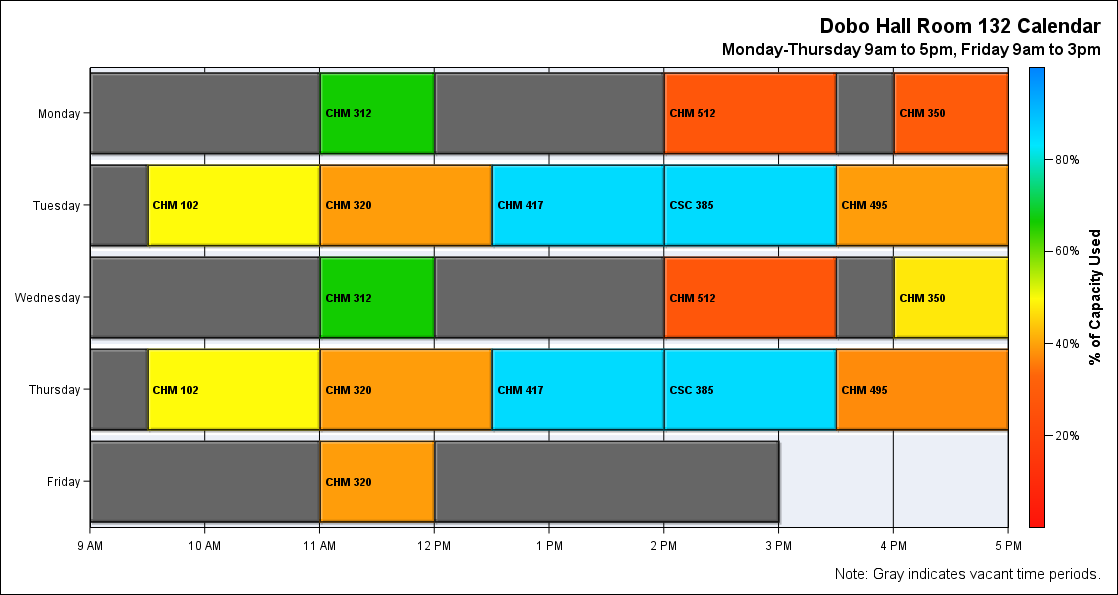 Dobo Hall Room 132 Calendar
Monday-Thursday 9am to 5pm, Friday 9am to 3pm
Monday
CHM 312
CHM 512
CHM 350
Tuesday
CHM 102
CHM 320
CHM 417
CSC 385
CHM 495
Wednesday
CHM 312
CHM 512
CHM 350
Thursday
CHM 102
CHM 320
CHM 417
CSC 385
CHM 495
Friday
CHM 320
9 AM
10 AM
11 AM
12 PM
1 PM
2 PM
3 PM
4 PM
5 PM
80%
60%
40%
20%
% of Capacity Used
Note: Gray indicates vacant time periods.